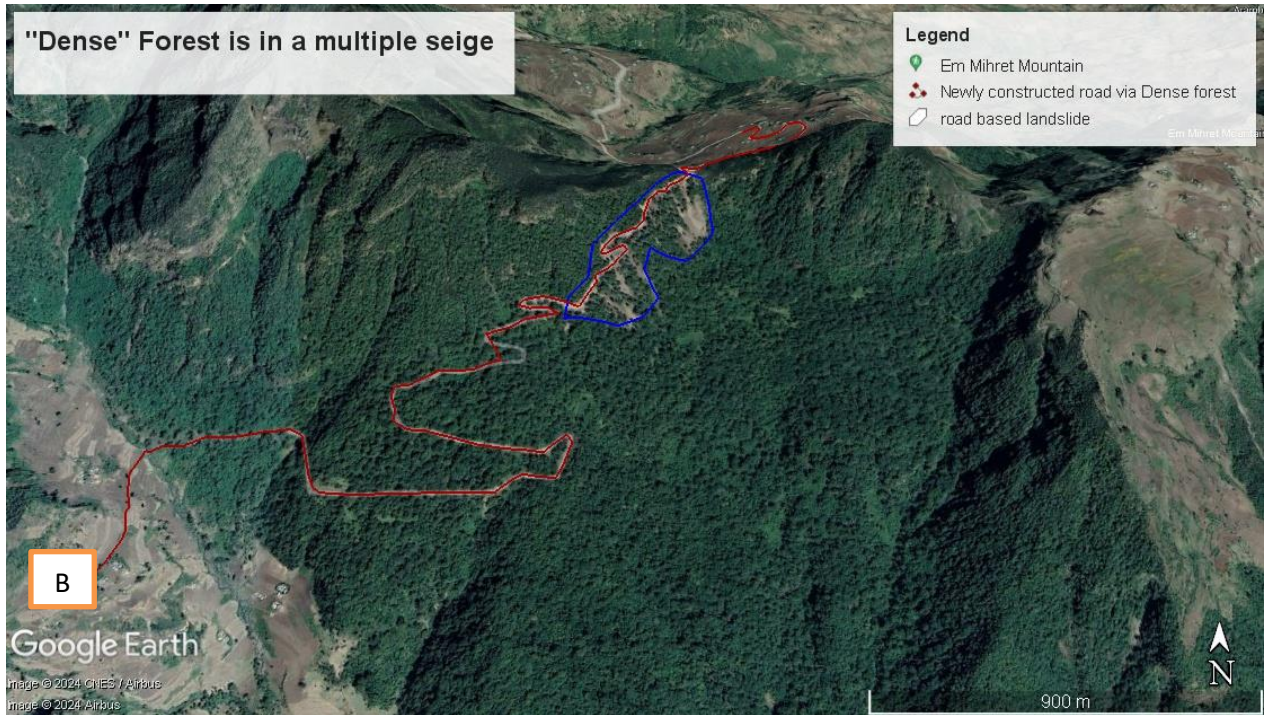 "Dense" Forest is in a multiple seige
Legend
Em Mihret Mountain
Newly constructed road via Dense forest
road based landslide
Em Mihret Mountain
B
Google Earth
Image © 2024 CNES / Airbus
Image © 2024 Airbus
N
900 m